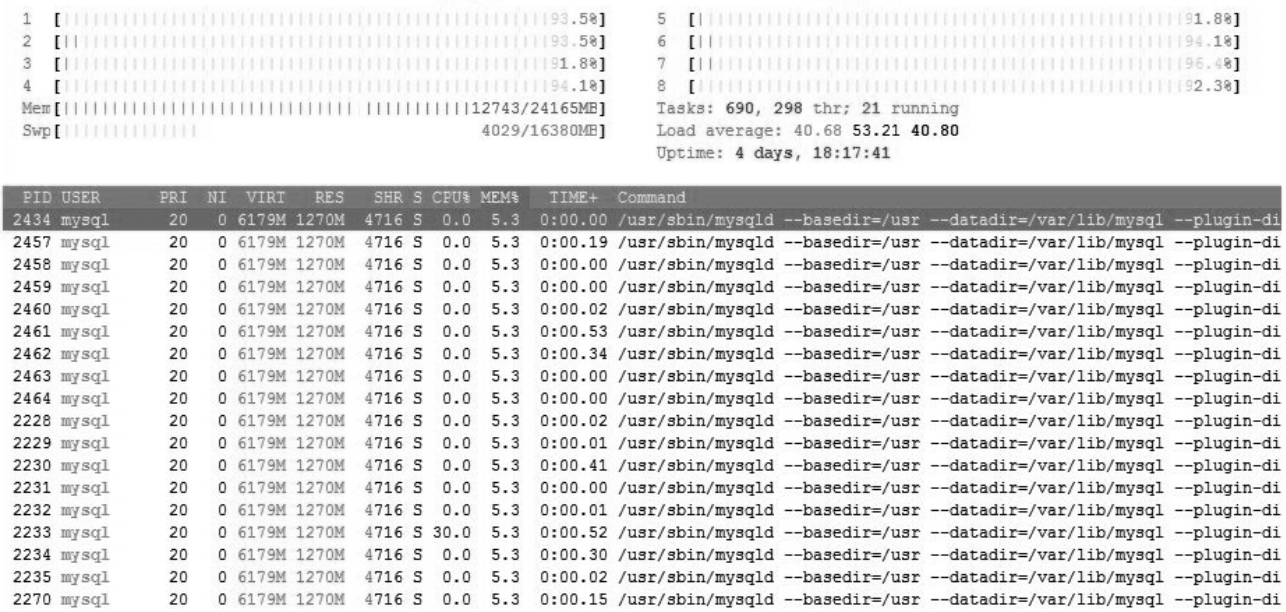 1 [||||||||||||||||||||||||||||||||||||||||||||||||93.5%]
2 [||||||||||||||||||||||||||||||||||||||||||||||||93.5%]
3 [||||||||||||||||||||||||||||||||||||||||||||||||91.8%]
4 [||||||||||||||||||||||||||||||||||||||||||||||||94.1%]
Mem[|||||||||||||||||||||||||||||||||||||||||12743/24165MB]
Swp[|||||||||||||| 4029/16380MB]
5 [||||||||||||||||||||||||||||||||||||||||||||||||91.8%]
6 [||||||||||||||||||||||||||||||||||||||||||||||||94.1%]
7 [||||||||||||||||||||||||||||||||||||||||||||||||96.4%]
8 [||||||||||||||||||||||||||||||||||||||||||||||||92.3%]
Tasks: 690, 298 thr; 21 running
Load average: 40.68 53.21 40.80
Uptime: 4 days, 18:17:41
PID USER PRI NI VIRT RES SHR S CPU% MEM% TIME+ Command
2434 mysql 20 0 6179M 1270M 4716 S 0.0 5.3 0:00.00 /usr/sbin/mysqld --basedir=/usr --datadir=/var/lib/mysql --plugin-di
2457 mysql 20 0 6179M 1270M 4716 S 0.0 5.3 0:00.19 /usr/sbin/mysqld --basedir=/usr --datadir=/var/lib/mysql --plugin-di
2458 mysql 20 0 6179M 1270M 4716 S 0.0 5.3 0:00.00 /usr/sbin/mysqld --basedir=/usr --datadir=/var/lib/mysql --plugin-di
2459 mysql 20 0 6179M 1270M 4716 S 0.0 5.3 0:00.00 /usr/sbin/mysqld --basedir=/usr --datadir=/var/lib/mysql --plugin-di
2460 mysql 20 0 6179M 1270M 4716 S 0.0 5.3 0:00.02 /usr/sbin/mysqld --basedir=/usr --datadir=/var/lib/mysql --plugin-di
2461 mysql 20 0 6179M 1270M 4716 S 0.0 5.3 0:00.53 /usr/sbin/mysqld --basedir=/usr --datadir=/var/lib/mysql --plugin-di
2462 mysql 20 0 6179M 1270M 4716 S 0.0 5.3 0:00.34 /usr/sbin/mysqld --basedir=/usr --datadir=/var/lib/mysql --plugin-di
2463 mysql 20 0 6179M 1270M 4716 S 0.0 5.3 0:00.00 /usr/sbin/mysqld --basedir=/usr --datadir=/var/lib/mysql --plugin-di
2464 mysql 20 0 6179M 1270M 4716 S 0.0 5.3 0:00.00 /usr/sbin/mysqld --basedir=/usr --datadir=/var/lib/mysql --plugin-di
2228 mysql 20 0 6179M 1270M 4716 S 0.0 5.3 0:00.02 /usr/sbin/mysqld --basedir=/usr --datadir=/var/lib/mysql --plugin-di
2229 mysql 20 0 6179M 1270M 4716 S 0.0 5.3 0:00.01 /usr/sbin/mysqld --basedir=/usr --datadir=/var/lib/mysql --plugin-di
2230 mysql 20 0 6179M 1270M 4716 S 0.0 5.3 0:00.41 /usr/sbin/mysqld --basedir=/usr --datadir=/var/lib/mysql --plugin-di
2231 mysql 20 0 6179M 1270M 4716 S 0.0 5.3 0:00.00 /usr/sbin/mysqld --basedir=/usr --datadir=/var/lib/mysql --plugin-di
2232 mysql 20 0 6179M 1270M 4716 S 0.0 5.3 0:00.01 /usr/sbin/mysqld --basedir=/usr --datadir=/var/lib/mysql --plugin-di
2233 mysql 20 0 6179M 1270M 4716 S 30.0 5.3 0:00.52 /usr/sbin/mysqld --basedir=/usr --datadir=/var/lib/mysql --plugin-di
2234 mysql 20 0 6179M 1270M 4716 S 0.0 5.3 0:00.30 /usr/sbin/mysqld --basedir=/usr --datadir=/var/lib/mysql --plugin-di
2235 mysql 20 0 6179M 1270M 4716 S 0.0 5.3 0:00.02 /usr/sbin/mysqld --basedir=/usr --datadir=/var/lib/mysql --plugin-di
2270 mysql 20 0 6179M 1270M 4716 S 0.0 5.3 0:00.15 /usr/sbin/mysqld --basedir=/usr --datadir=/var/lib/mysql --plugin-di